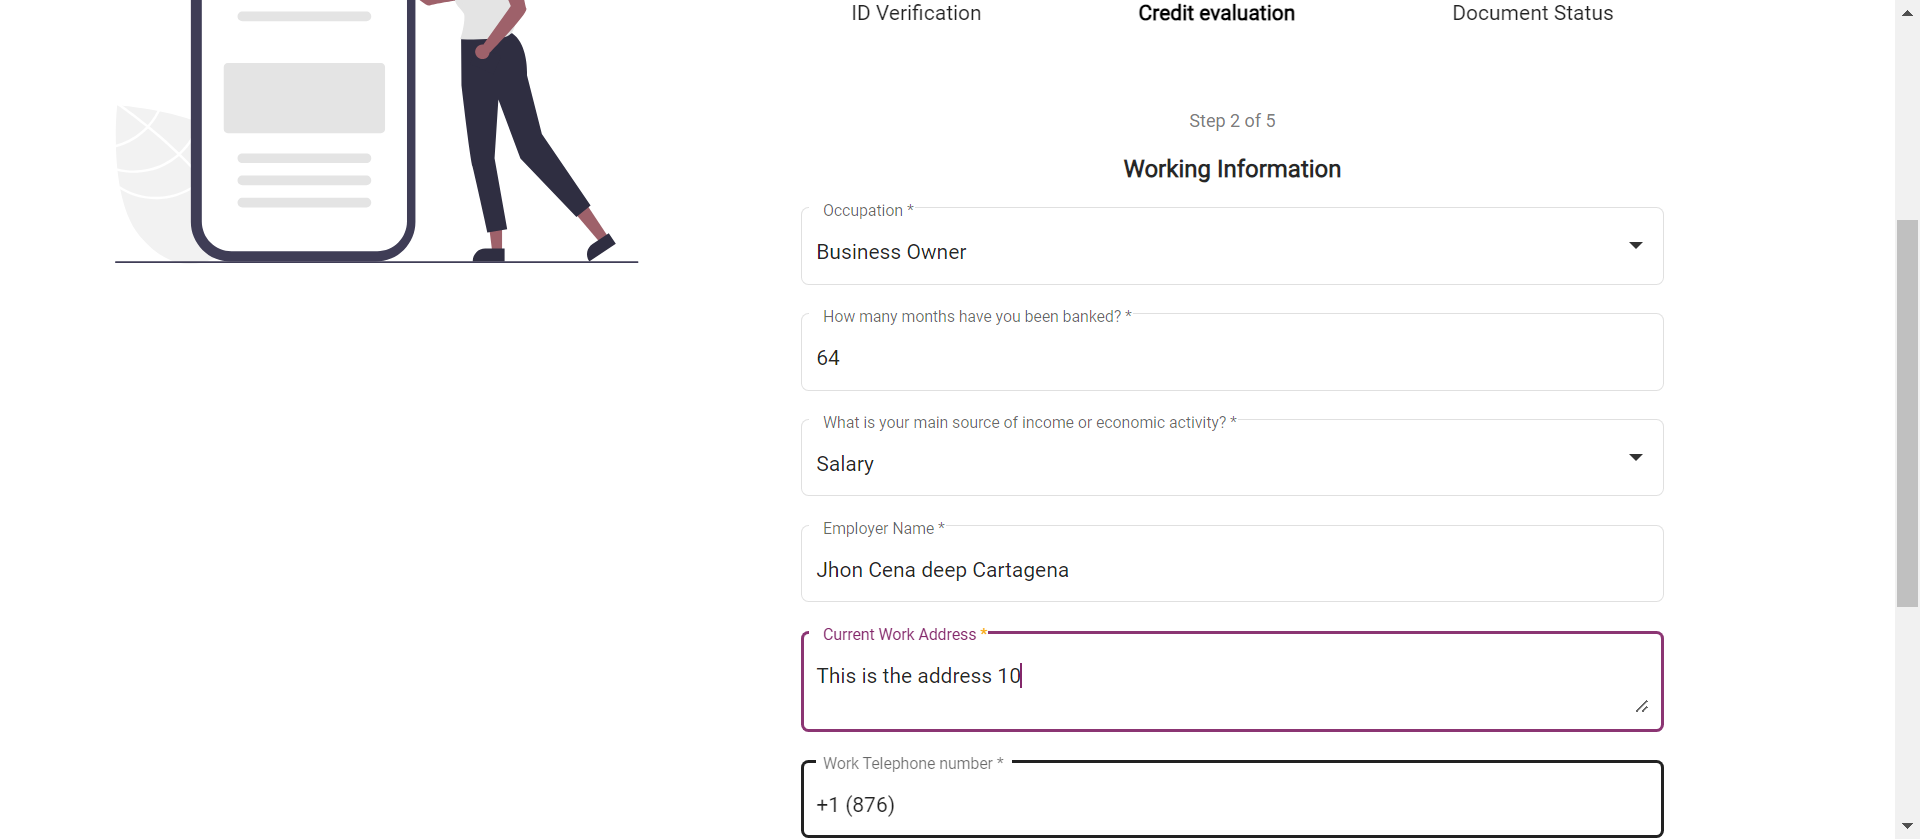 ID Verification
Credit evaluation
Document Status
Step 2 of 5
Working Information
Occupation *
Business Owner
How many months have you been banked? *
64
What is your main source of income or economic activity? *
Salary
Employer Name *
Jhon Cena deep Cartagena
Current Work Address *
This is the address 10
Work Telephone number *
+1 (876)